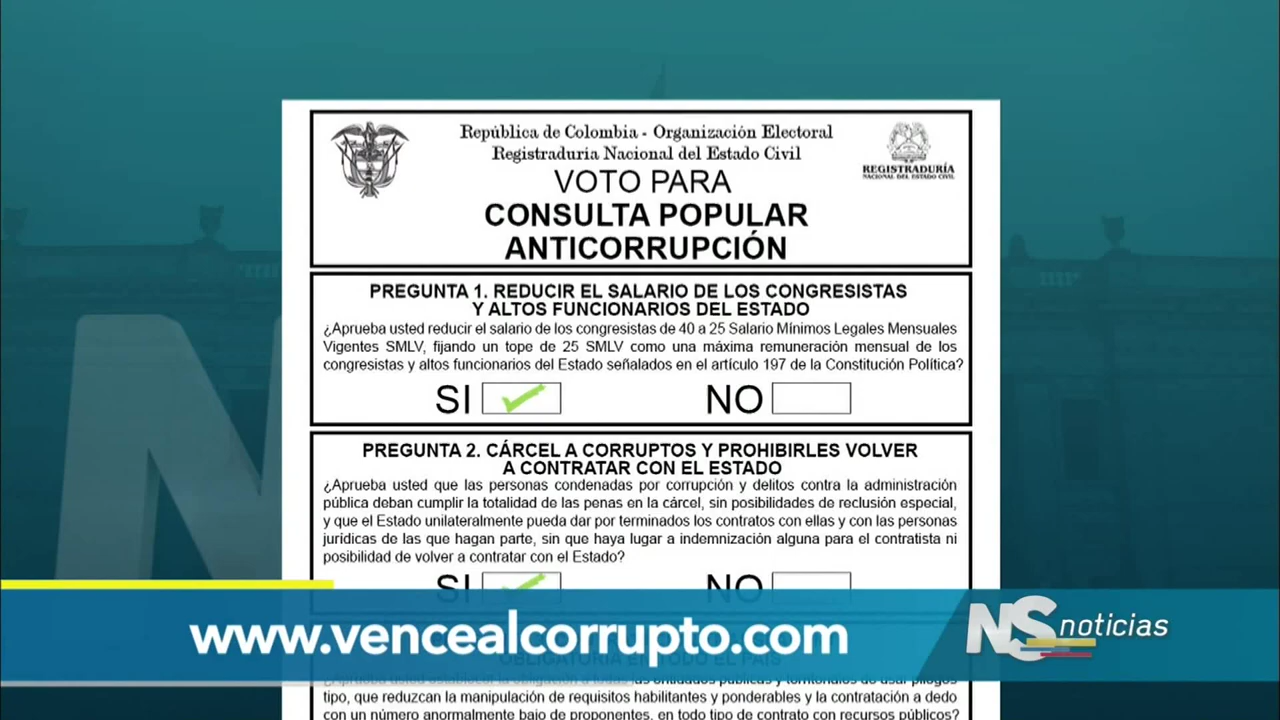 República de Colombia - Organización Electoral
Registraduria Nacional del Estado Civil
REGISTRADURÍA
NACIONAL DEL ESTADO CIVIL
VOTO PARA
CONSULTA POPULAR
ANTICORRUPCIÓN
PREGUNTA 1. REDUCIR EL SALARIO DE LOS CONGRESISTAS
Y ALTOS FUNCIONARIOS DEL ESTADO
¿Aprueba usted reducir el salario de los congresistas de 40 a 25 Salario Mínimos Legales Mensuales
Vigentes SMLV, fijando un tope de 25 SMLV como una máxima remuneración mensual de los
congresistas y altos funcionarios del Estado señalados en el artículo 197 de la Constitución Política?
SI NO
PREGUNTA 2. CÁRCEL A CORRUPTOS Y PROHIBIRLES VOLVER
A CONTRATAR CON EL ESTADO
¿Aprueba usted que las personas condenadas por corrupción y delitos contra la administración
pública deban cumplir la totalidad de las penas en la cárcel, sin posibilidades de reclusión especial,
y que el Estado unilateralmente pueda dar por terminados los contratos con ellas y con las personas
jurídicas de las que hagan parte, sin que haya lugar a indemnización alguna para el contratista ni
posibilidad de volver a contratar con el Estado?
SI NO
www.vencealcorrupto.com
NS noticias
OBLIGATORIA EN TODO EL PAÍS
tipo, que reduzcan la manipulación de requisitos habilitantes y ponderables y la contratación a dedo
con un número anormalmente bajo de proponentes, en todo tipo de contrato con recursos públicos?